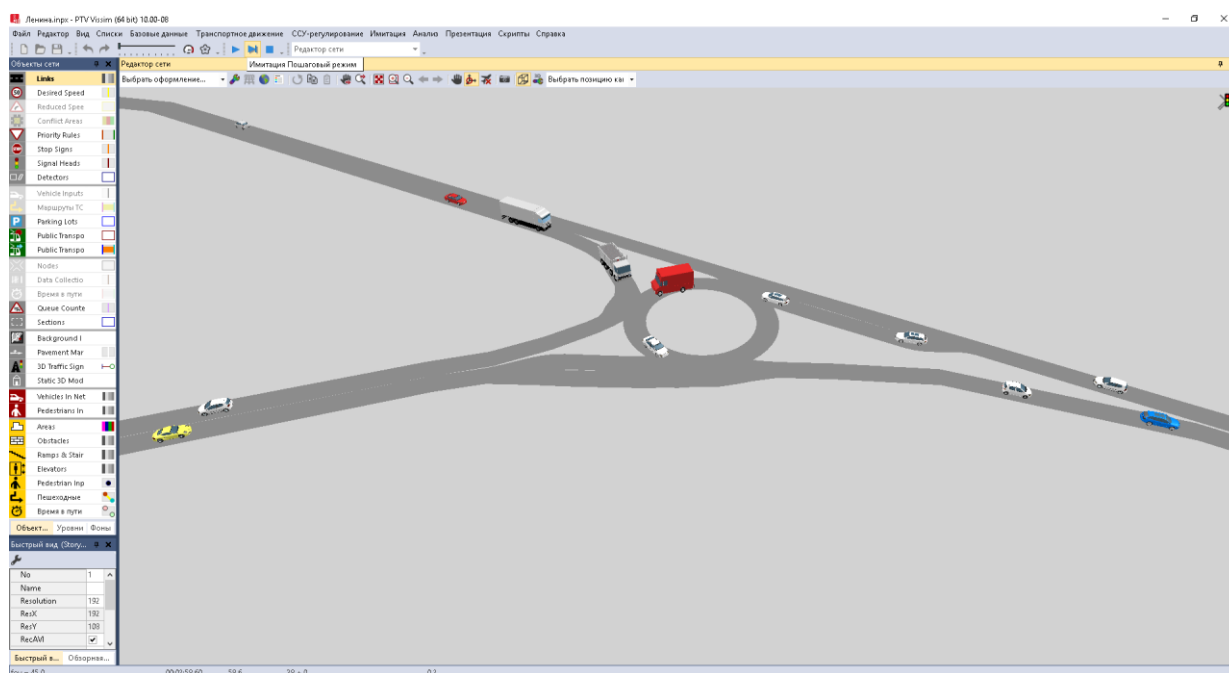 Ленина.inpx - PTV Vissim (64 bit) 10.00-08
Файл Редактор Вид Списки Базовые данные Транспортное движение ССУ-регулирование Имитация Анализ Презентация Скрипты Справка
Редактор сети
Объекты сети
Редактор сети
Имитация Пошаговый режим
Выбрать оформление...
Выбрать позицию ка
Links
Desired Speed
Reduced Spee
Conflict Areas
Priority Rules
Stop Signs
Signal Heads
Detectors
Vehicle Inputs
Маршруты ТС
Parking Lots
Public Transpo
Public Transpo
Nodes
Data Collectio
Время в пути
Queue Counte
Sections
Background I
Pavement Mar
3D Traffic Sign
Static 3D Mod
Vehicles In Net
Pedestrians In
Areas
Obstacles
Ramps & Stair
Elevators
Pedestrian Inp
Пешеходные
Время в пути
Объект... Уровни Фоны
Быстрый вид (Story...
No 1
Name
Resolution 192
ResX 192
ResY 108
RecAVI
Быстрый в... Обзорная...